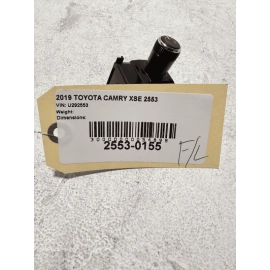 2019 TOYOTA CAMRY XSE 2553
VIN: U292553
Weight:
Dimensions:
2553-0155
F/L